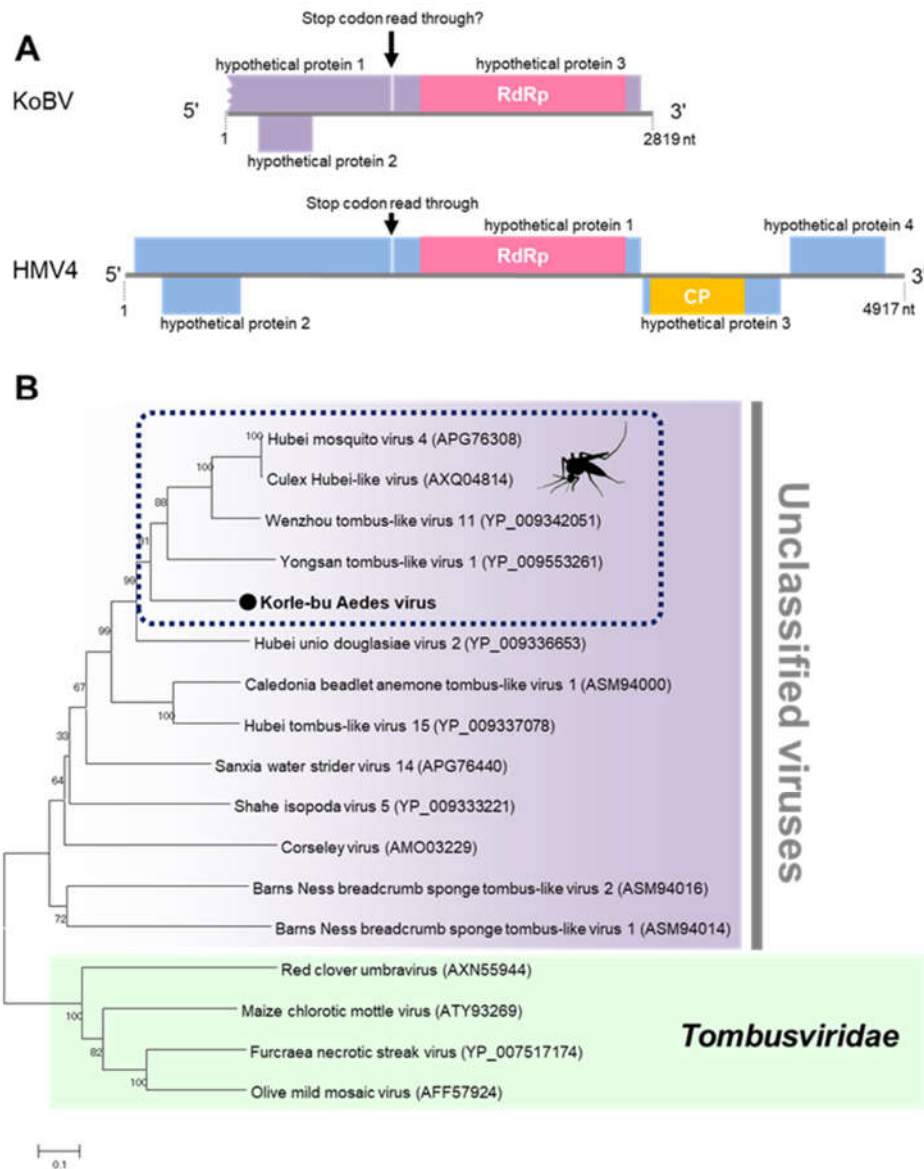 A
Stop codon read through?
hypothetical protein 1
hypothetical protein 3
KoBV
5'
RdRp
3'
1
2819 nt
hypothetical protein 2
Stop codon read through
hypothetical protein 1
hypothetical protein 4
HMV4
5'
RdRp
3'
CP
1
hypothetical protein 2
hypothetical protein 3
4917 nt
B
100
Hubei mosquito virus 4 (APG76308)
100
Culex Hubei-like virus (AXQ04814)
88
Wenzhou tombus-like virus 11 (YP_009342051)
Yongsan tombus-like virus 1 (YP_009553261)
99
Korle-bu Aedes virus
99
Hubei unio douglasiae virus 2 (YP_009336653)
67
Caledonia beadlet anemone tombus-like virus 1 (ASM94000)
100
Hubei tombus-like virus 15 (YP_009337078)
33
Sanxia water strider virus 14 (APG76440)
64
Shahe isopoda virus 5 (YP_009333221)
Corseley virus (AMO03229)
Barns Ness breadcrumb sponge tombus-like virus 2 (ASM94016)
72
Barns Ness breadcrumb sponge tombus-like virus 1 (ASM94014)
Unclassified viruses
Red clover umbravirus (AXN55944)
100
Maize chlorotic mottle virus (ATY93269)
82
Furcraea necrotic streak virus (YP_007517174)
100
Olive mild mosaic virus (AFF57924)
Tombusviridae
0.1